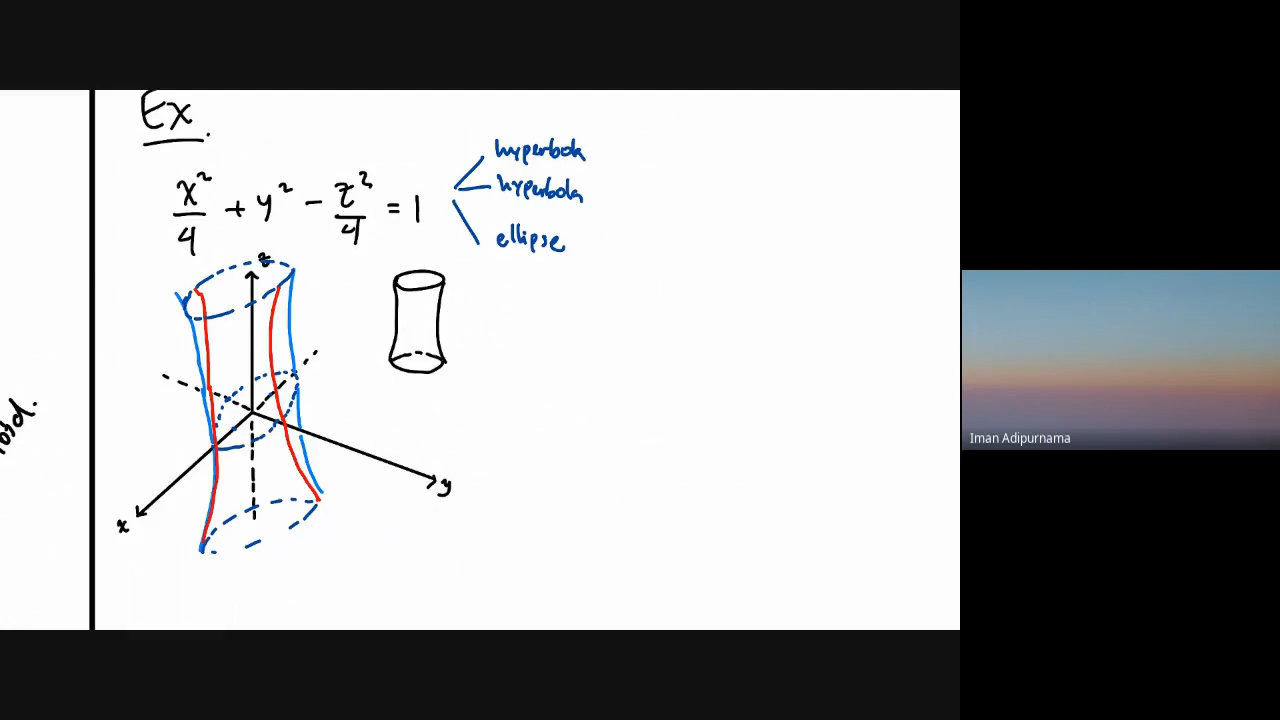 Ex.
x²/4 + y² - z²/4 = 1
hyperbola
hyperbola
ellipse
z
y
x
Iman Adipurnama